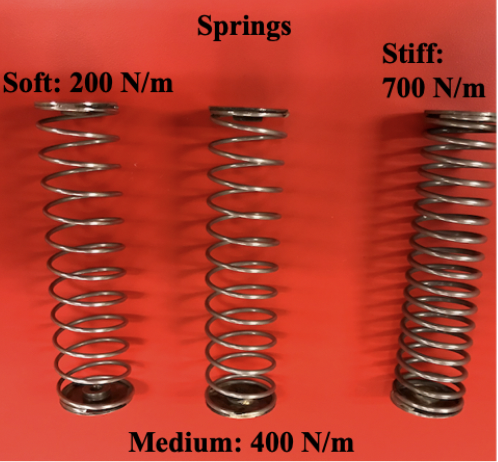 Springs
Soft: 200 N/m
Stiff:
700 N/m
Medium: 400 N/m